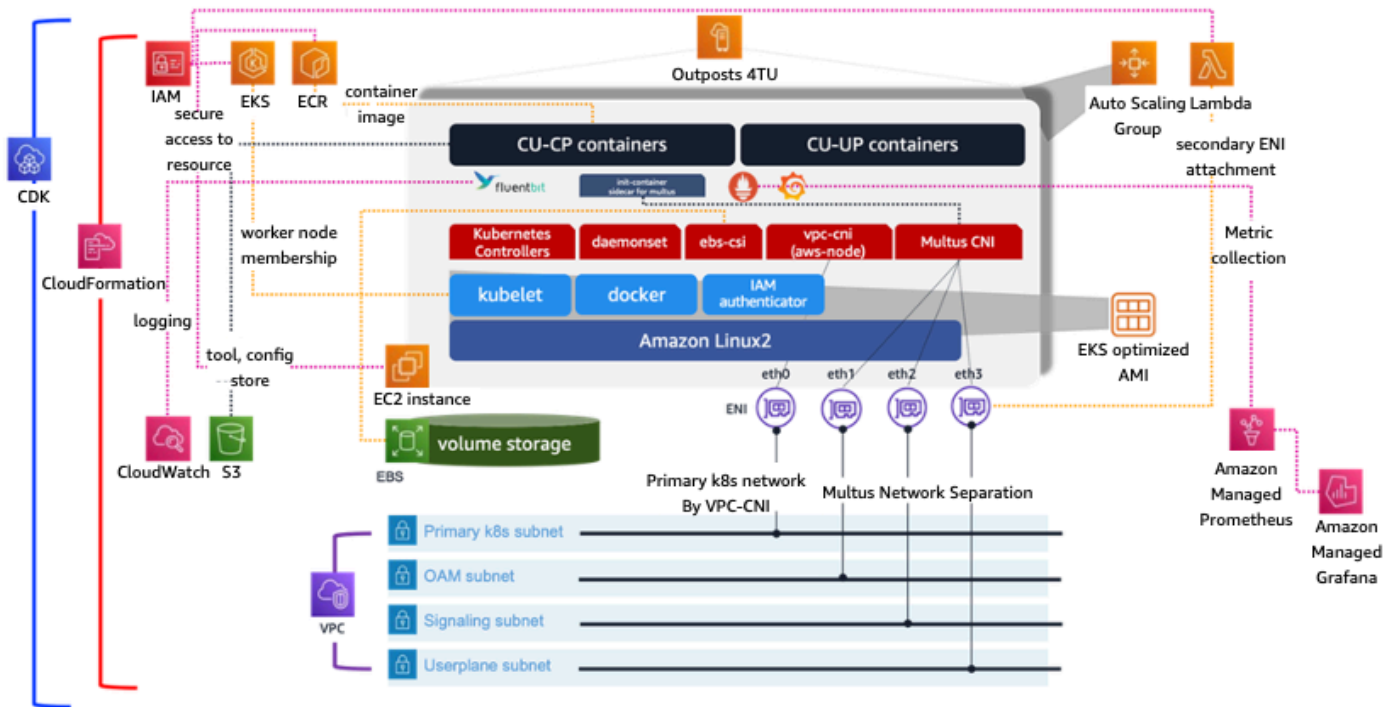 Outposts 4TU
IAM
EKS
ECR
container
image
Auto Scaling
Group
Lambda
secure
access to
resource
secondary ENI
attachment
CDK
CU-CP containers
CU-UP containers
fluentbit
init-container
sidecar for multus
worker node
membership
Kubernetes
Controllers
daemonset
ebs-csi
vpc-cni
(aws-node)
Multus CNI
Metric
collection
CloudFormation
kubelet
docker
IAM
authenticator
logging
Amazon Linux2
EKS optimized
AMI
tool, config
store
eth0
eth1
eth2
eth3
EC2 instance
ENI
CloudWatch
S3
volume storage
EBS
Primary k8s network
By VPC-CNI
Multus Network Separation
Amazon
Managed
Prometheus
Amazon
Managed
Grafana
Primary k8s subnet
OAM subnet
VPC
Signaling subnet
Userplane subnet